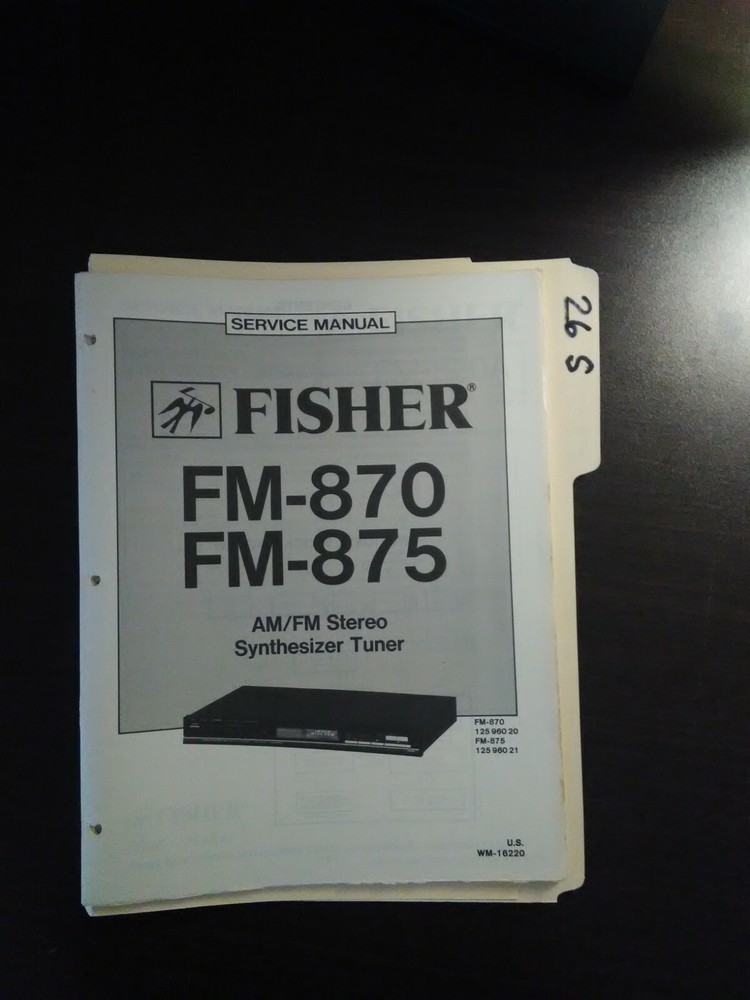 SERVICE MANUAL
FISHER®
FM-870
FM-875
AM/FM Stereo
Synthesizer Tuner
FM-870
125 960 20
FM-875
125 960 21
U.S.
WM-16220
26 S